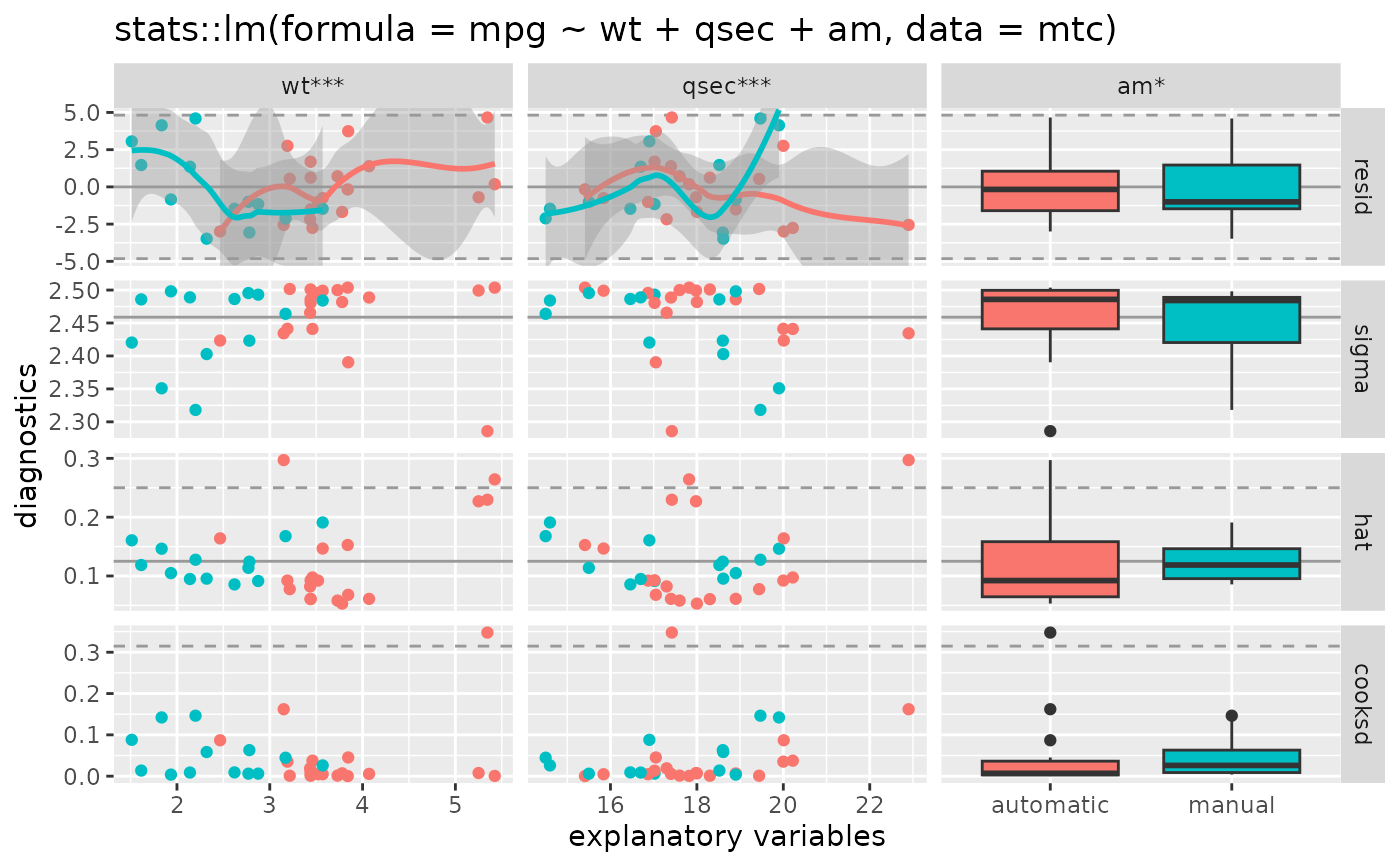 stats::lm(formula = mpg ~ wt + qsec + am, data = mtc)
wt***
qsec***
am*
5.0
2.5
0.0
-2.5
-5.0
resid
2.50
2.45
2.40
2.35
2.30
sigma
diagnostics
0.3
0.2
0.1
hat
0.3
0.2
0.1
0.0
cooksd
2 3 4 5
16 18 20 22
automatic manual
explanatory variables